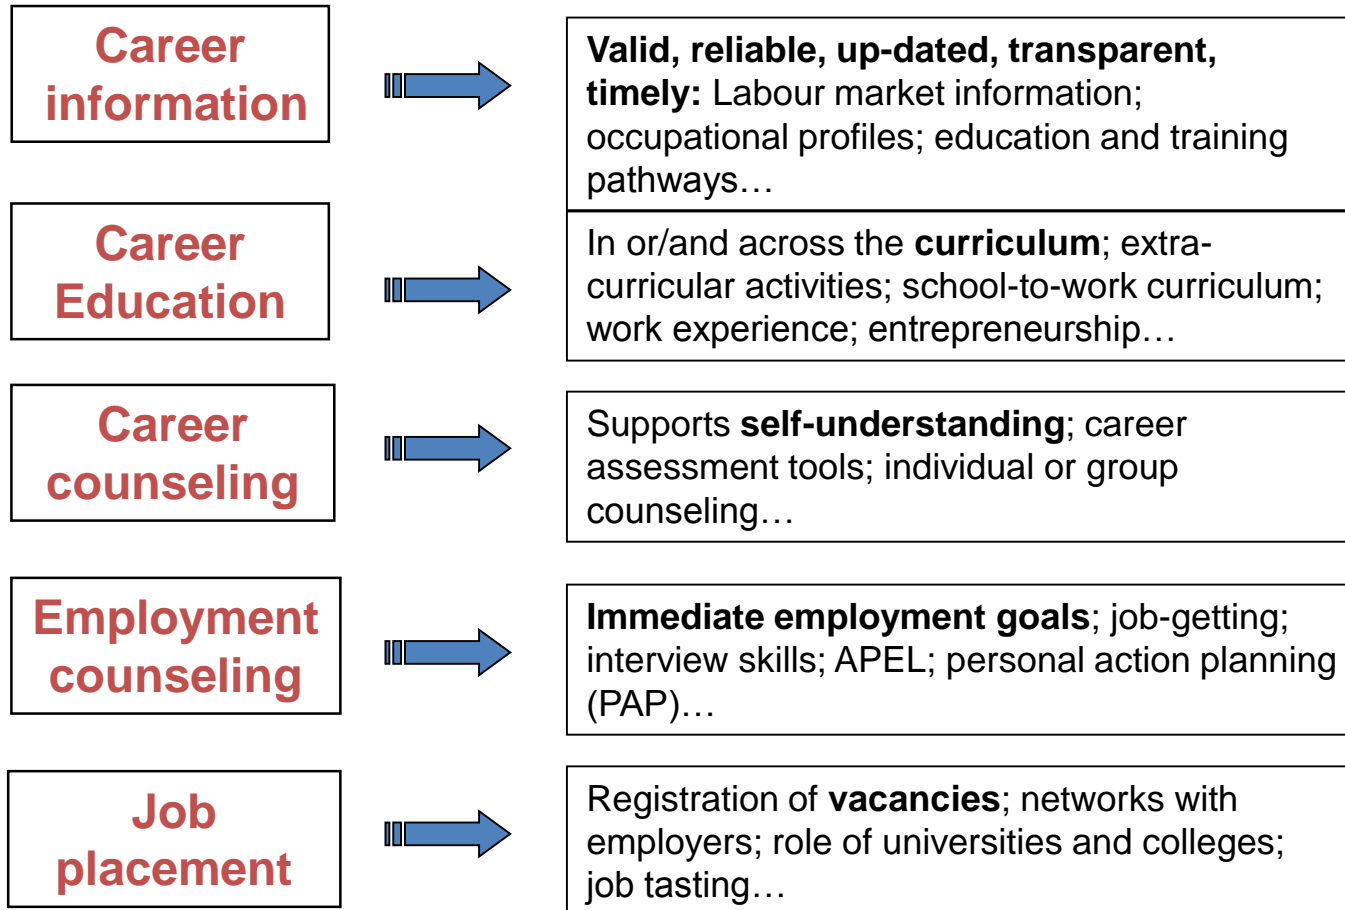 Career
information
Valid, reliable, up-dated, transparent,
timely: Labour market information;
occupational profiles; education and training
pathways…
Career
Education
In or/and across the curriculum; extra-
curricular activities; school-to-work curriculum;
work experience; entrepreneurship…
Career
counseling
Supports self-understanding; career
assessment tools; individual or group
counseling…
Employment
counseling
Immediate employment goals; job-getting;
interview skills; APEL; personal action planning
(PAP)…
Job
placement
Registration of vacancies; networks with
employers; role of universities and colleges;
job tasting…